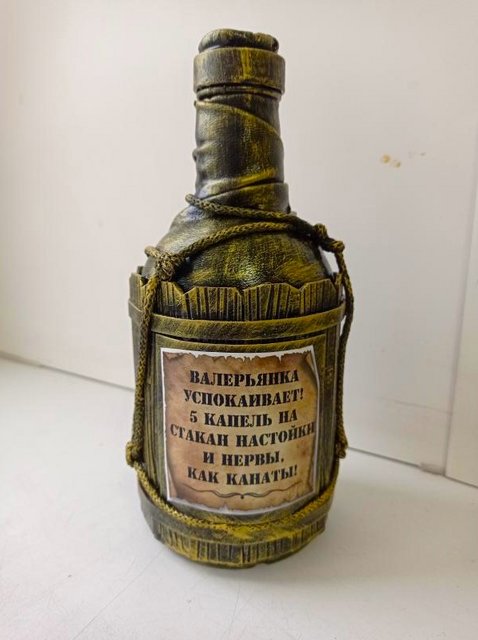 ВАЛЕРЬЯНКА
УСПОКАИВАЕТ!
5 КАПЕЛЬ НА
СТАКАН НАСТОЙКИ
И НЕРВЫ,
КАК КАНАТЫ!